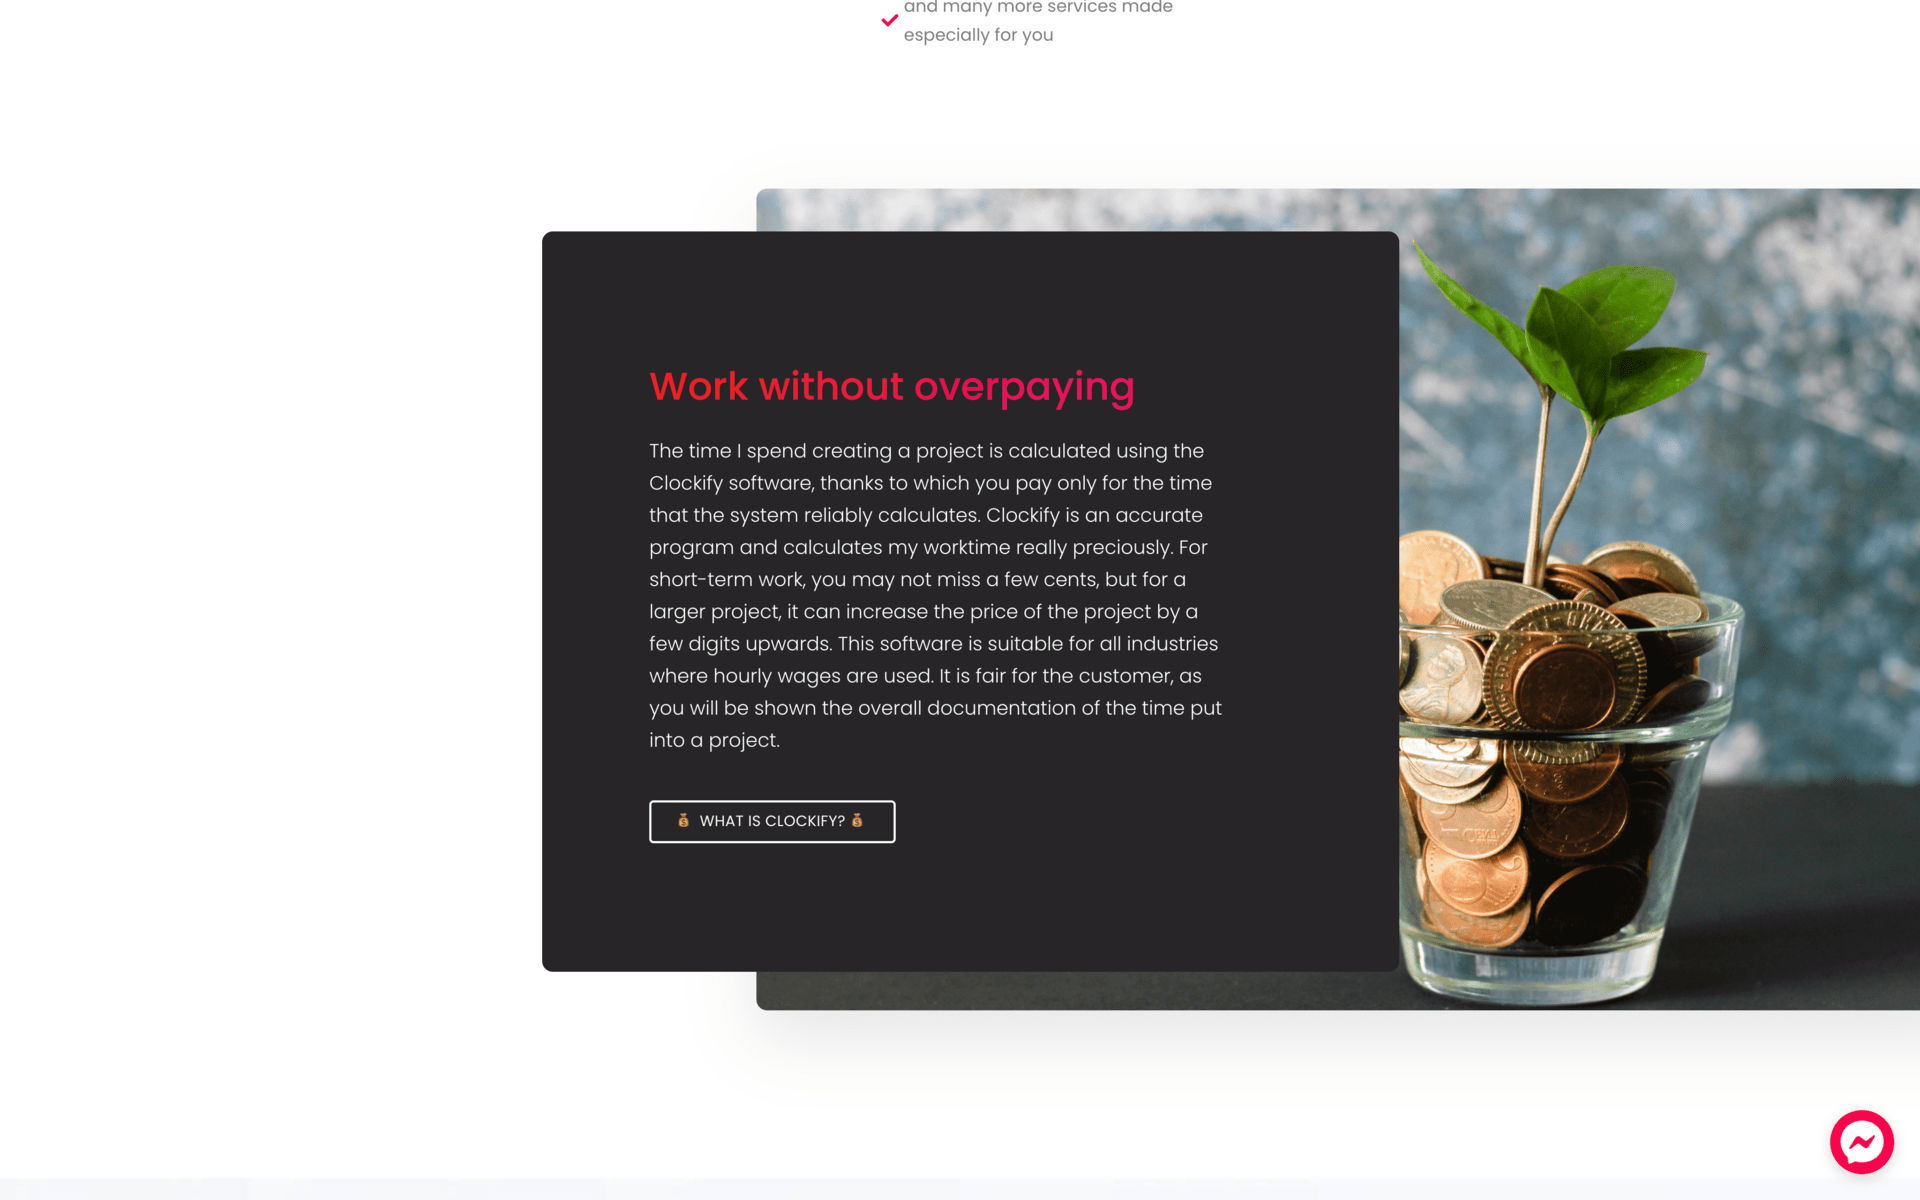 and many more services made
especially for you
Work without overpaying
The time I spend creating a project is calculated using the
Clockify software, thanks to which you pay only for the time
that the system reliably calculates. Clockify is an accurate
program and calculates my worktime really preciously. For
short-term work, you may not miss a few cents, but for a
larger project, it can increase the price of the project by a
few digits upwards. This software is suitable for all industries
where hourly wages are used. It is fair for the customer, as
you will be shown the overall documentation of the time put
into a project.
💰 WHAT IS CLOCKIFY? 💰